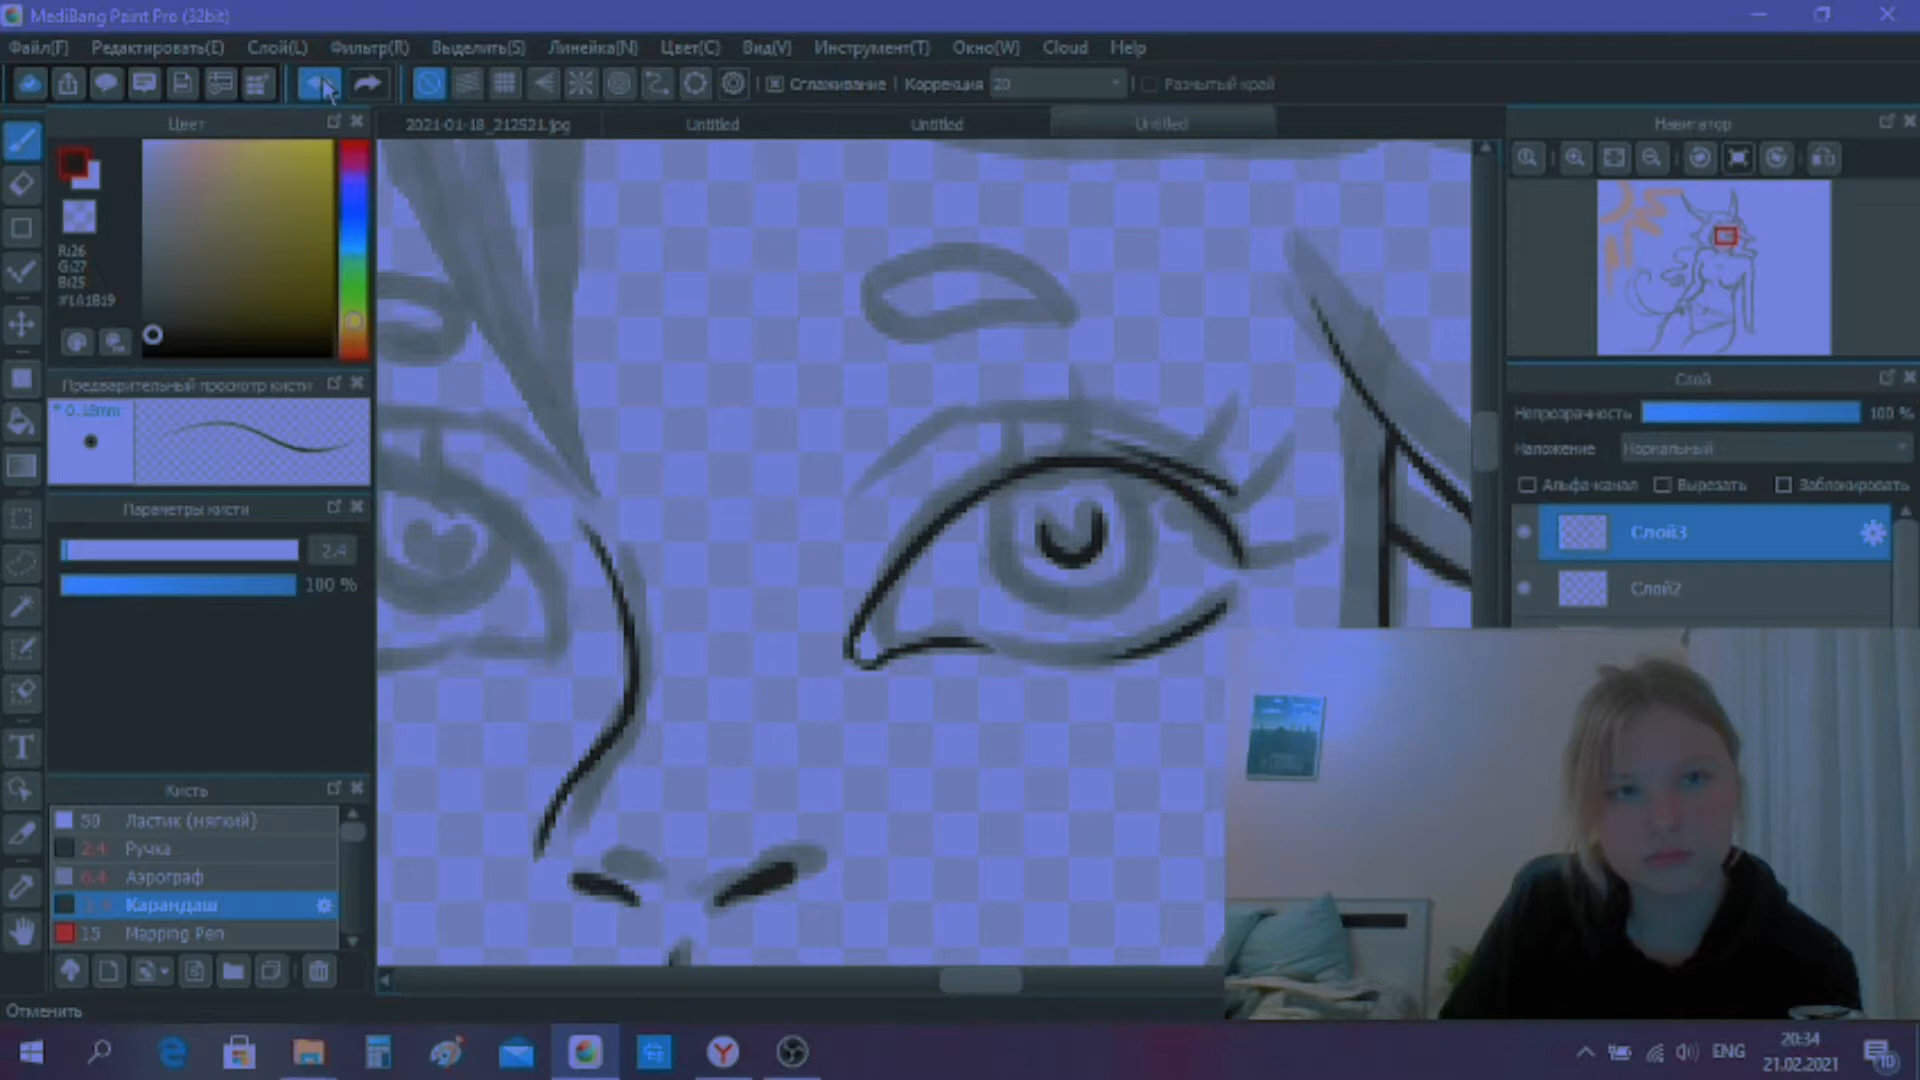 MediBang Paint Pro (32bit)
Файл(F) Редактировать(E) Слой(L) Фильтр(R) Выделить(S) Линейка(N) Цвет(C) Вид(V) Инструмент(T) Окно(W) Cloud Help
Сглаживание Коррекция 20 Размытый край
Цвет
2021-01-18_212521.jpg Untitled Untitled Untitled
Навигатор
R:26
G:27
B:25
#1A1B19
Предварительный просмотр кисти
* 0.18mm
Слой
Непрозрачность 100 %
Наложение Нормальный
Альфа-канал Вырезать Заблокировать
Параметры кисти
2.4
100 %
Слой3
Слой2
Кисть
50 Ластик (мягкий)
2.4 Ручка
6.4 Аэрограф
Карандаш
15 Mapping Pen
Отменить
ENG
20:34
21.02.2021
10